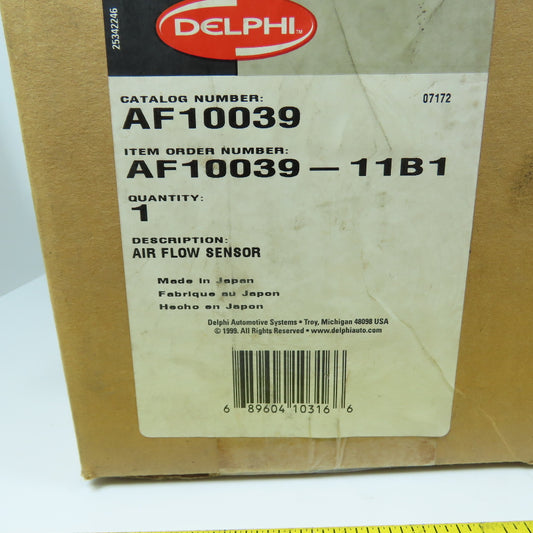 25342246
DELPHI™
CATALOG NUMBER:
AF10039
07172
ITEM ORDER NUMBER:
AF10039 — 11B1
QUANTITY:
1
DESCRIPTION:
AIR FLOW SENSOR
Made in Japan
Fabrique au Japon
Hecho en Japon
Delphi Automotive Systems • Troy, Michigan 48098 USA
© 1999. All Rights Reserved • www.delphiauto.com
6 89604 10316 6